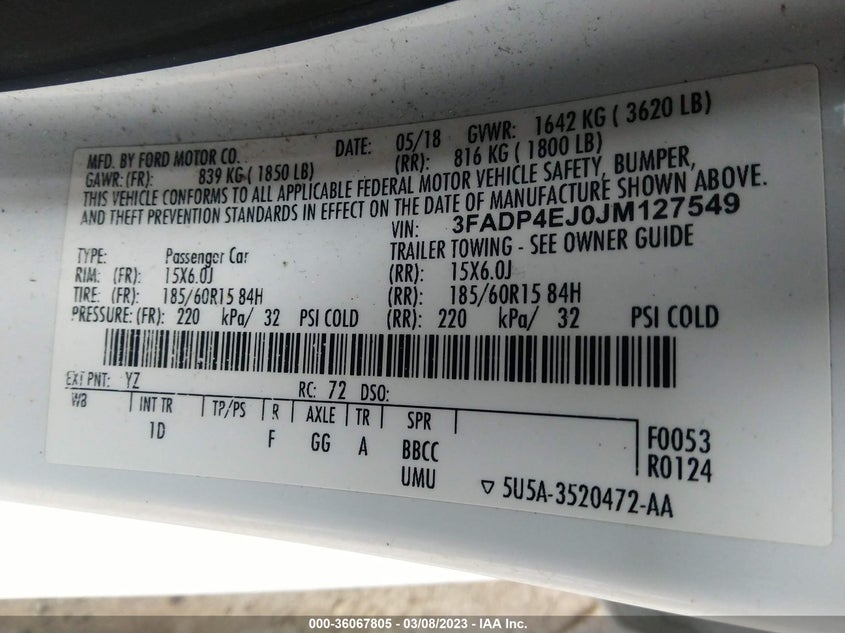 MFD. BY FORD MOTOR CO. DATE: 05/18 GVWR: 1642 KG ( 3620 LB)
GAWR: (FR): 839 KG ( 1850 LB) (RR): 816 KG ( 1800 LB)
THIS VEHICLE CONFORMS TO ALL APPLICABLE FEDERAL MOTOR VEHICLE SAFETY, BUMPER,
AND THEFT PREVENTION STANDARDS IN EFFECT ON THE DATE OF MANUFACTURE SHOWN ABOVE.
VIN: 3FADP4EJ0JM127549
TYPE: Passenger Car TRAILER TOWING - SEE OWNER GUIDE
RIM: (FR): 15X6.0J (RR): 15X6.0J
TIRE: (FR): 185/60R15 84H (RR): 185/60R15 84H
PRESSURE: (FR): 220 kPa/ 32 PSI COLD (RR): 220 kPa/ 32 PSI COLD
EXT PNT: YZ RC: 72 DSO:
WB INT TR TP/PS R AXLE TR SPR
1D F GG A BBCC
UMU
F0053
R0124
5U5A-3520472-AA
000-36067805 - 03/08/2023 - IAA Inc.